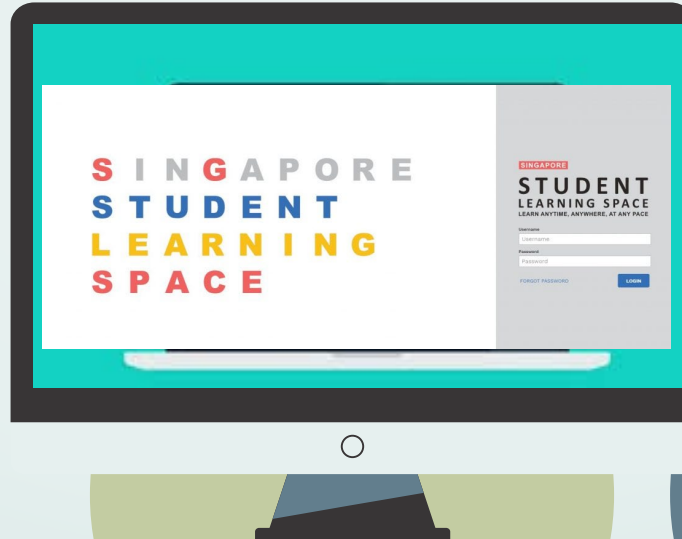 SINGAPORE
STUDENT
LEARNING
SPACE
SINGAPORE
STUDENT
LEARNING SPACE
LEARN ANYTIME, ANYWHERE, AT ANY PACE
Username
Username
Password
Password
FORGOT PASSWORD
LOGIN